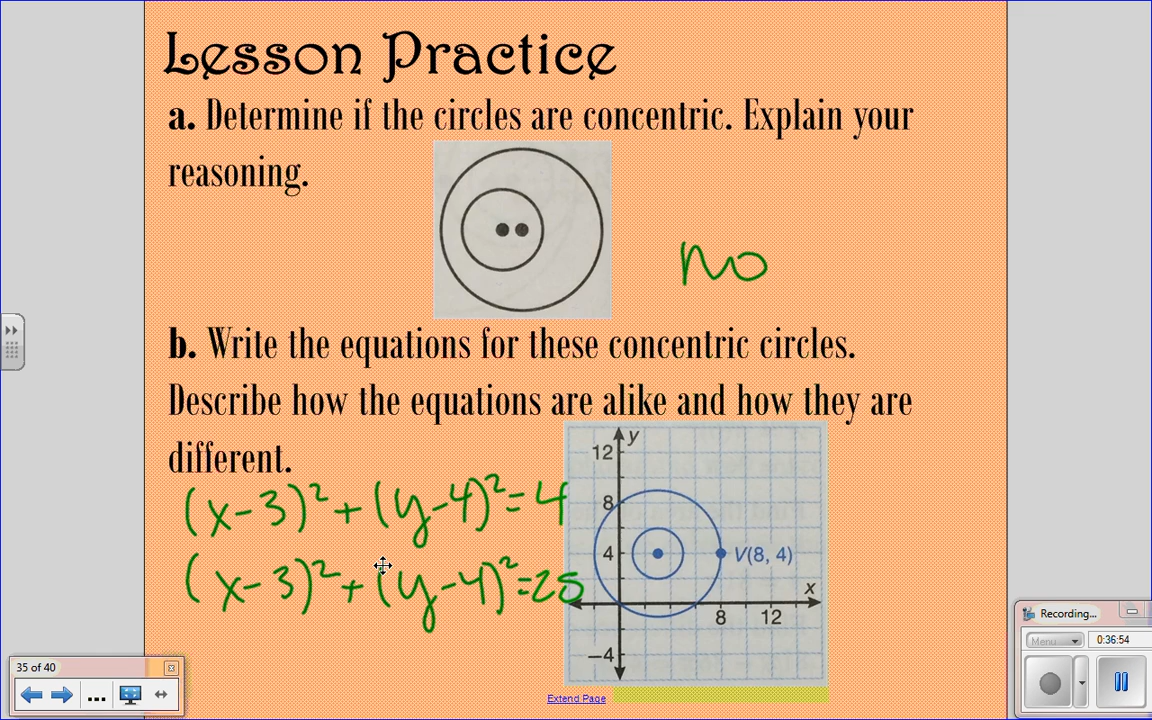 Lesson Practice
a. Determine if the circles are concentric. Explain your
reasoning.
no
b. Write the equations for these concentric circles.
Describe how the equations are alike and how they are
different.
(x-3)²+(y-4)²=4
(x-3)²+(y-4)²=25
y
12
8
4
V(8, 4)
x
8 12
−4
Extend Page
35 of 40
...
Recording...
Menu
0:36:54